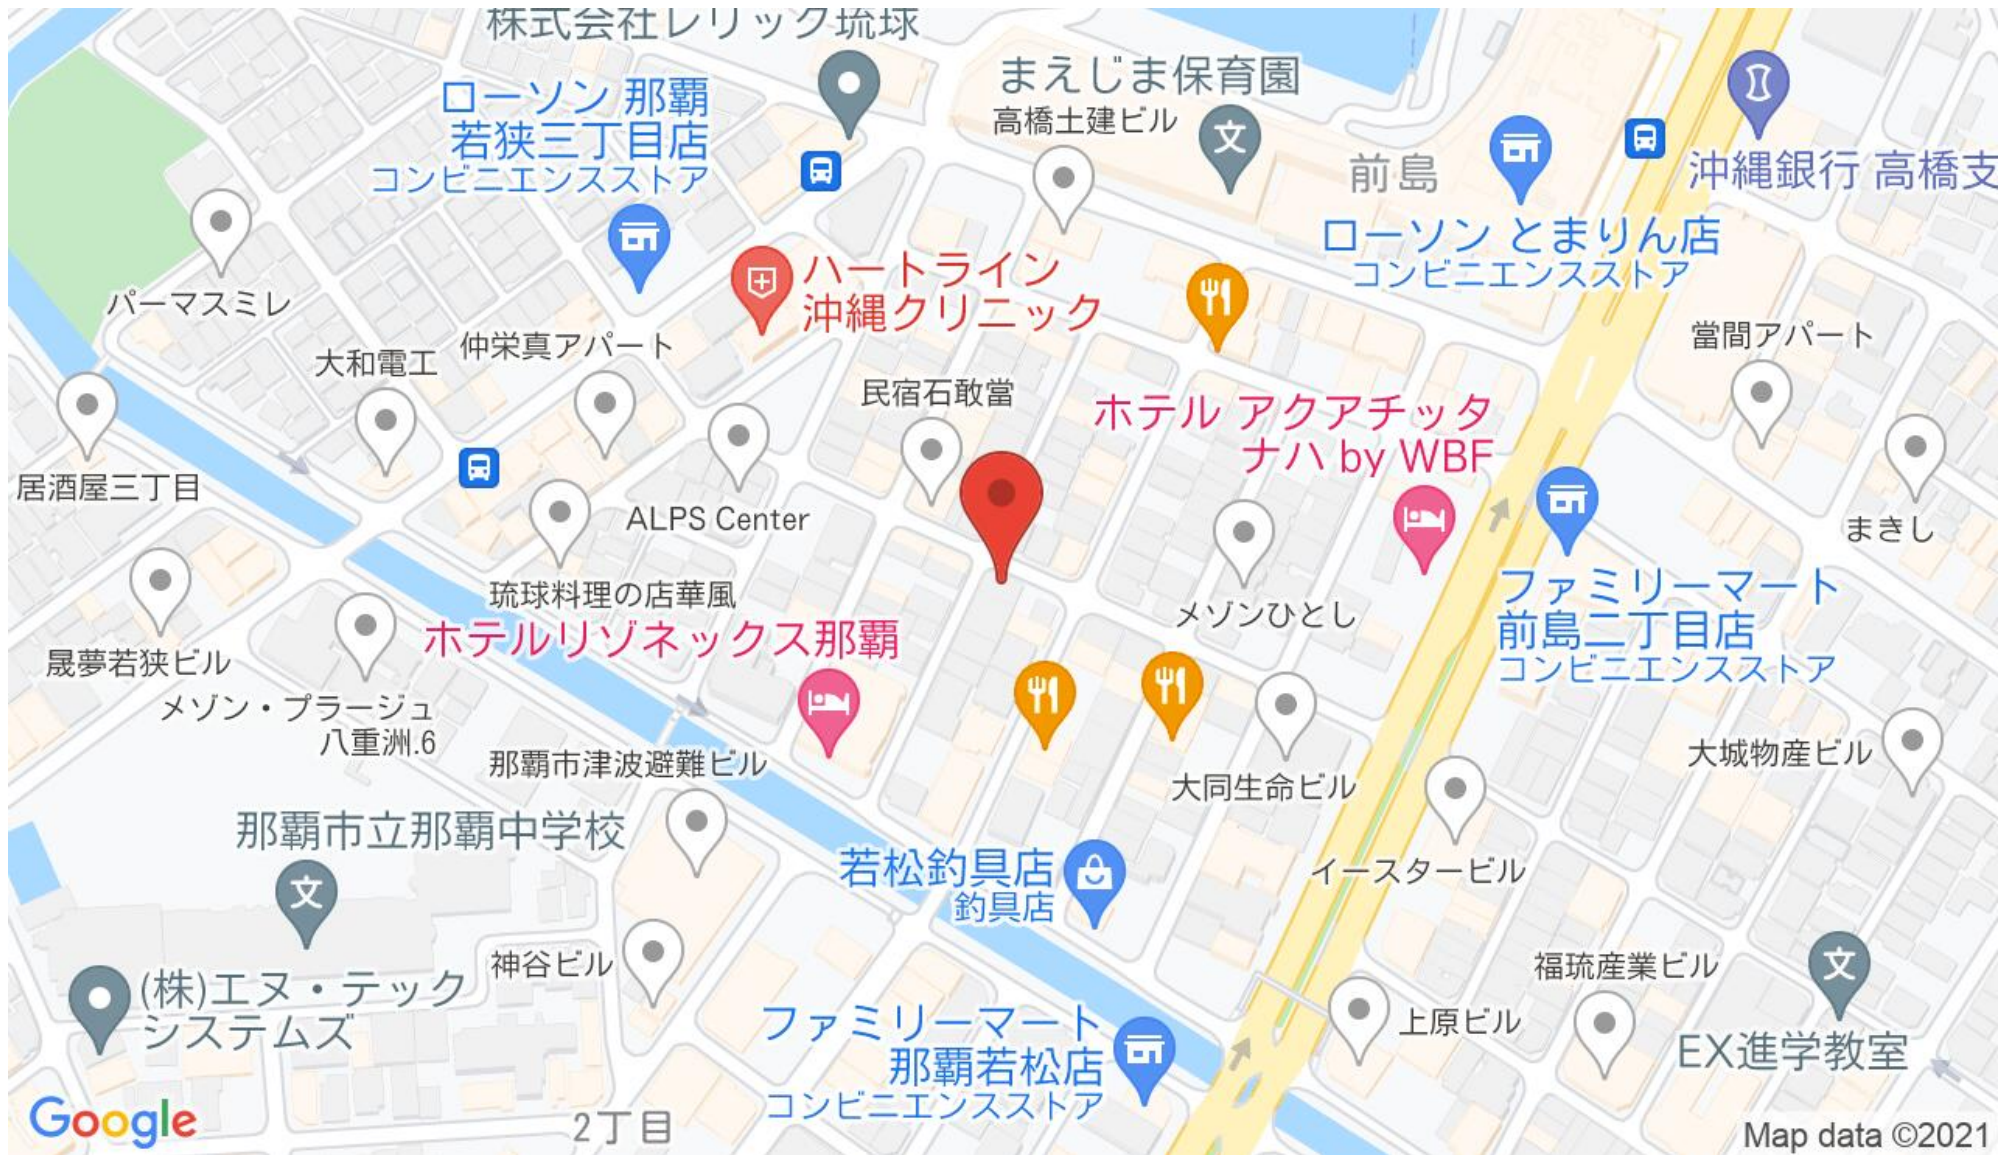 株式会社レリック琉球
まえじま保育園
高橋土建ビル
ローソン 那覇
若狭三丁目店
コンビニエンスストア
前島
沖縄銀行 高橋支
ローソン とまりん店
コンビニエンスストア
ハートライン
沖縄クリニック
パーマスミレ
仲栄真アパート
大和電工
當間アパート
民宿石敢當
ホテル アクアチッタ
ナハ by WBF
居酒屋三丁目
ALPS Center
まきし
琉球料理の店華風
ファミリーマート
前島二丁目店
コンビニエンスストア
メゾンひとし
ホテルリゾネックス那覇
晟夢若狭ビル
メゾン・プラージュ
八重洲.6
那覇市津波避難ビル
大城物産ビル
大同生命ビル
那覇市立那覇中学校
若松釣具店
釣具店
イースタービル
神谷ビル
福琉産業ビル
(株)エヌ・テック
システムズ
ファミリーマート
那覇若松店
コンビニエンスストア
上原ビル
EX進学教室
Google
2丁目
Map data ©2021